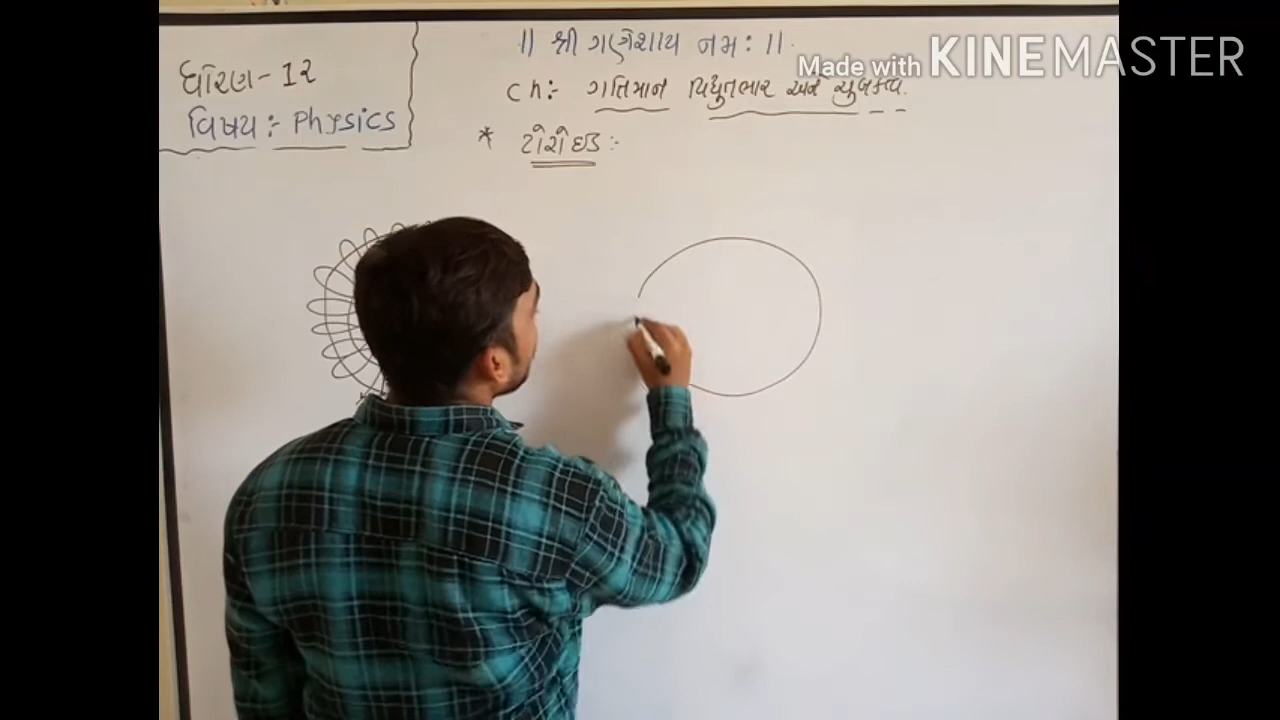 ધોરણ - 12
વિષય :- Physics
॥ શ્રી ગણેશાય નમ: ॥
Made with KINEMASTER
ch :- ગતિમાન વિદ્યુતભાર અને ચુંબકત્વ.
* ટોરોઇડ :-